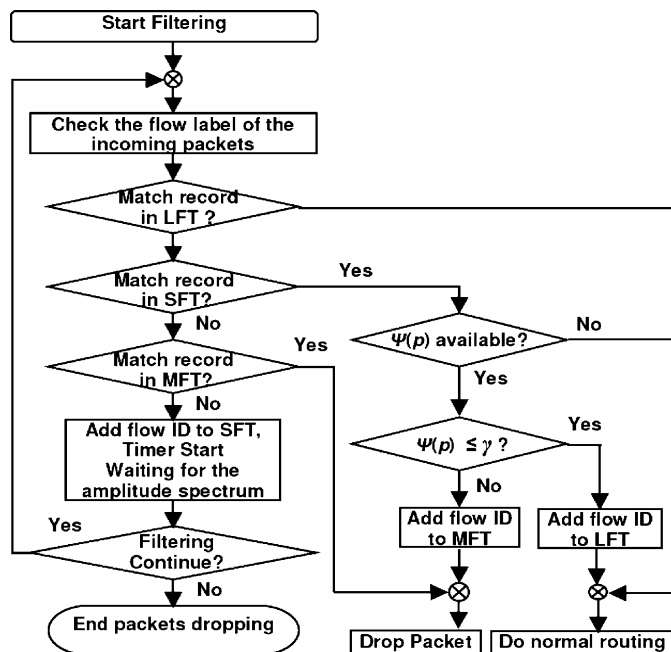 Start Filtering
Check the flow label of the
incoming packets
Match record
in LFT ?
Match record
in SFT?
Yes
Ψ(p) available?
No
No
Match record
in MFT?
Yes
Yes
No
Add flow ID to SFT,
Timer Start
Waiting for the
amplitude spectrum
Ψ(p) ≦ γ ?
Yes
No
Add flow ID
to MFT
Add flow ID
to LFT
Yes
Filtering
Continue?
No
End packets dropping
Drop Packet
Do normal routing